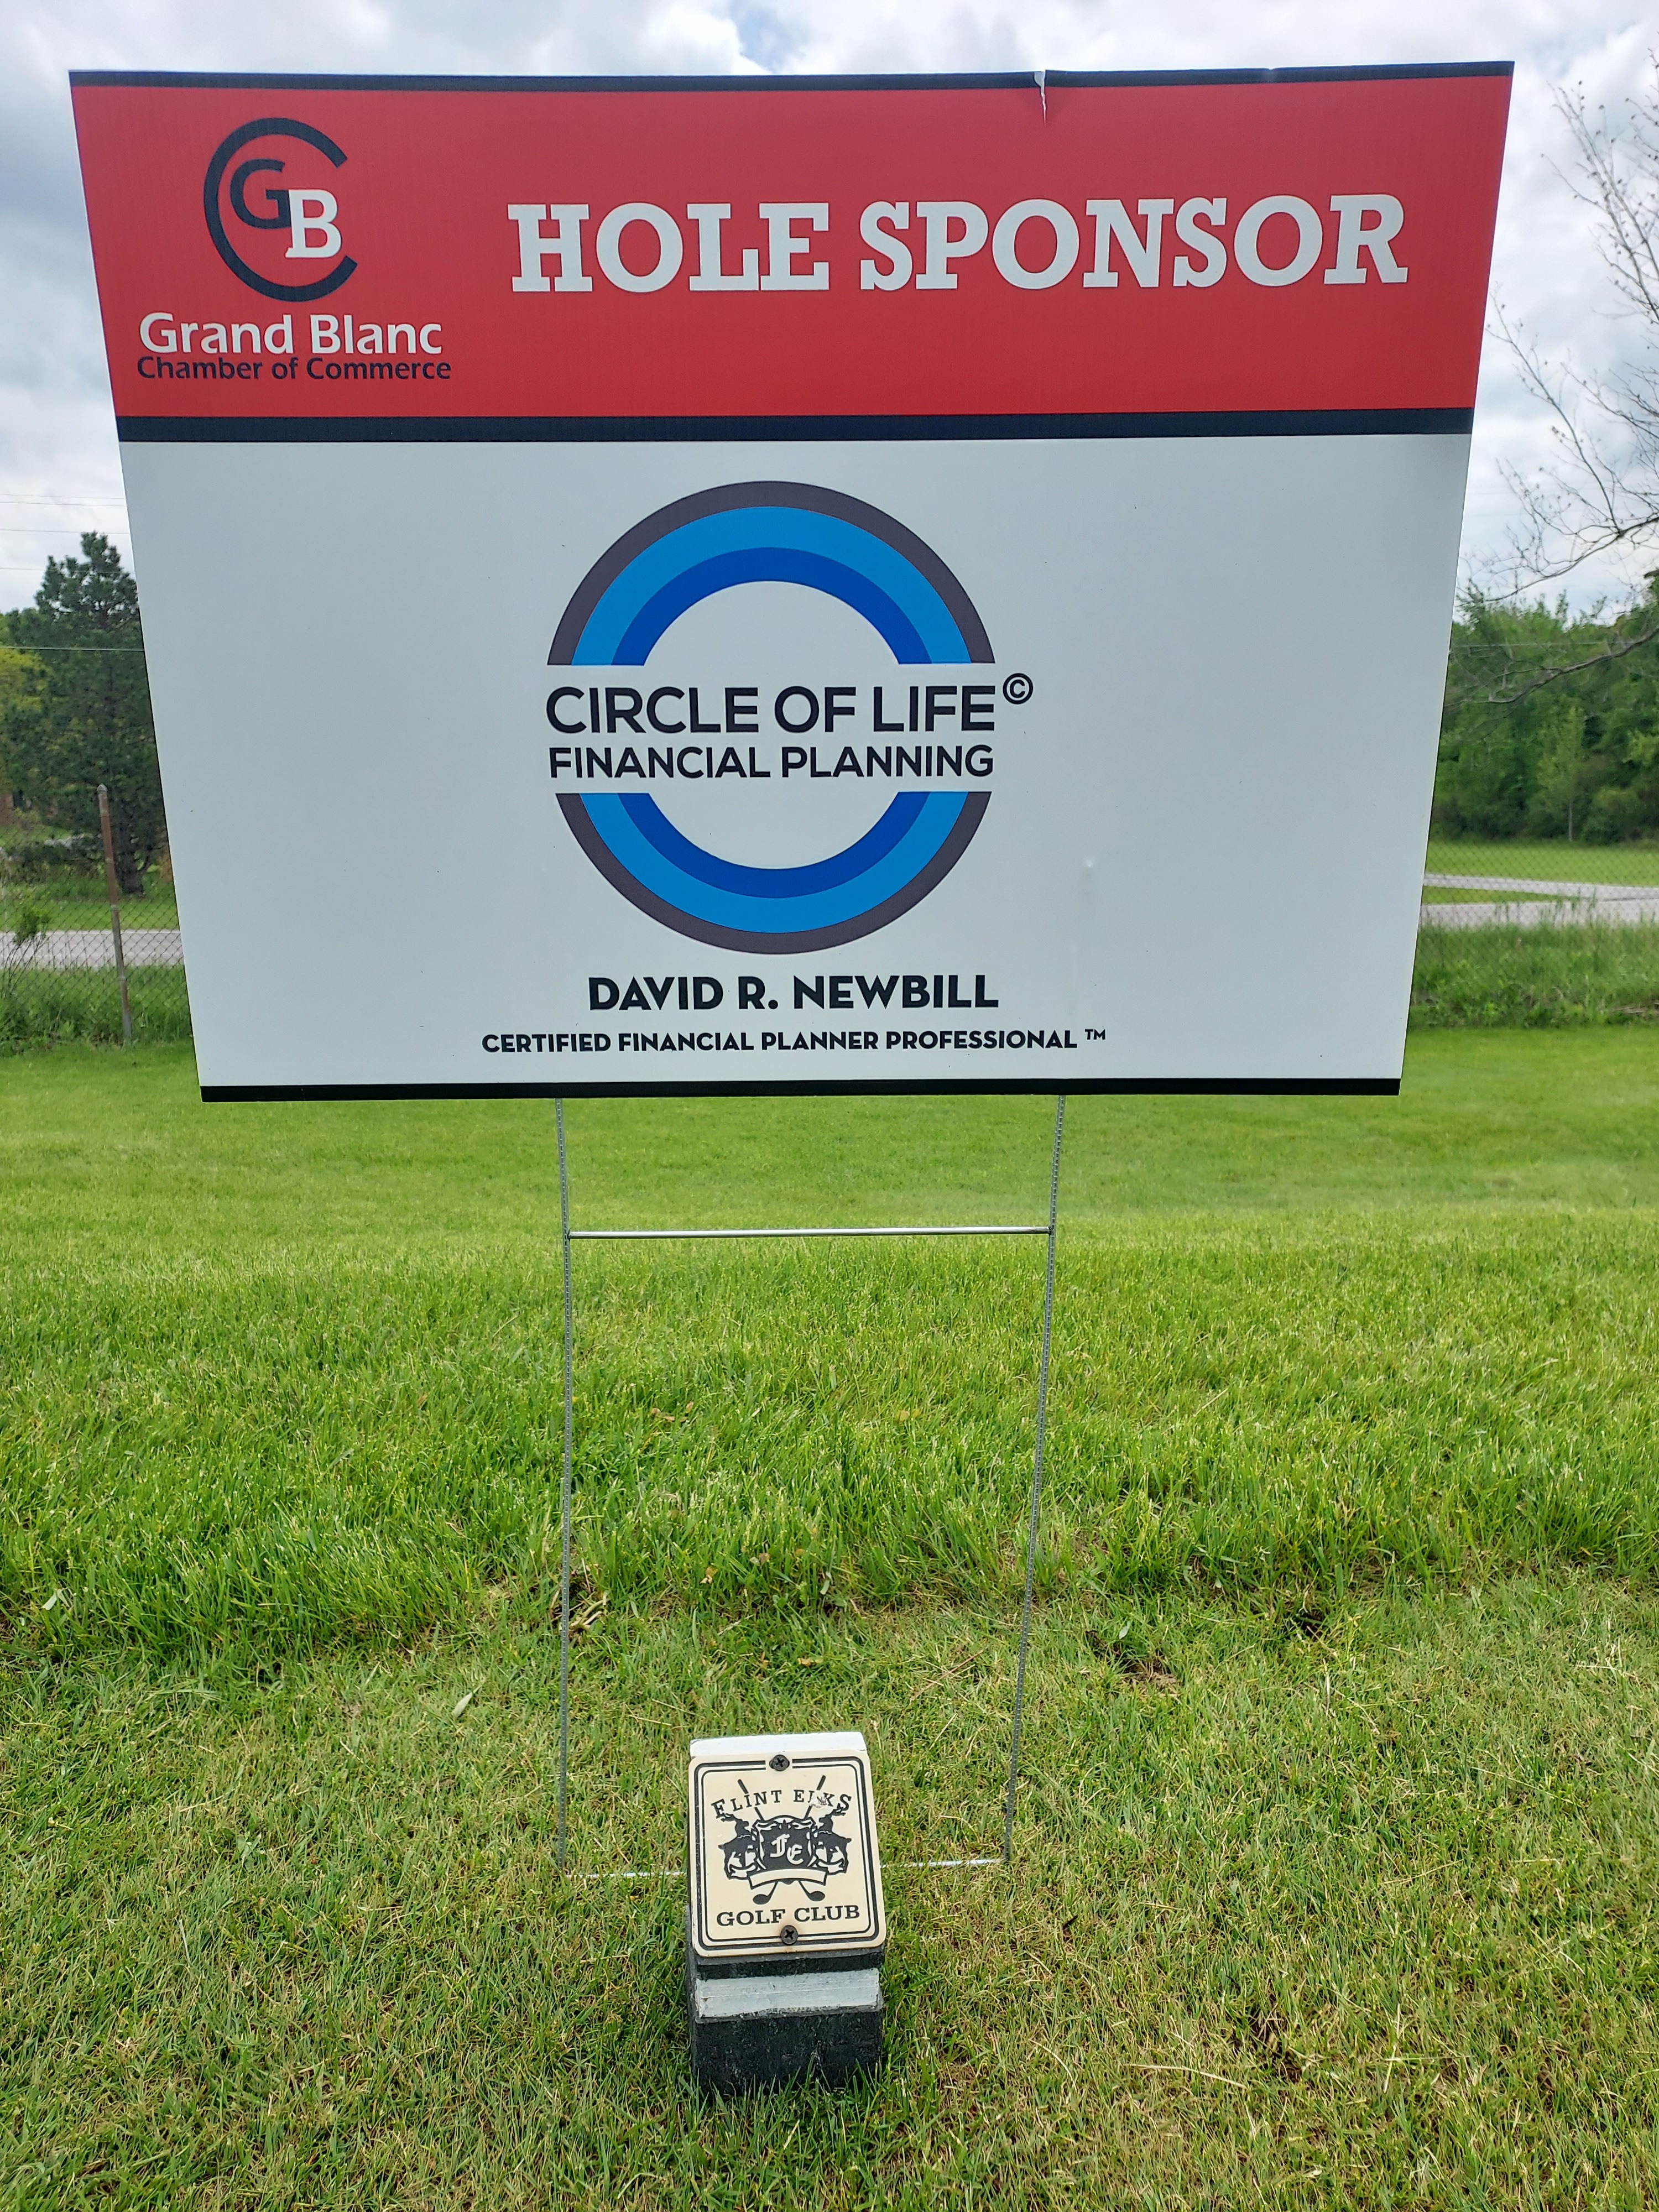 GB
HOLE SPONSOR
Grand Blanc
Chamber of Commerce
CIRCLE OF LIFE©
FINANCIAL PLANNING
DAVID R. NEWBILL
CERTIFIED FINANCIAL PLANNER PROFESSIONAL ™
FLINT ELKS
FE
GOLF CLUB